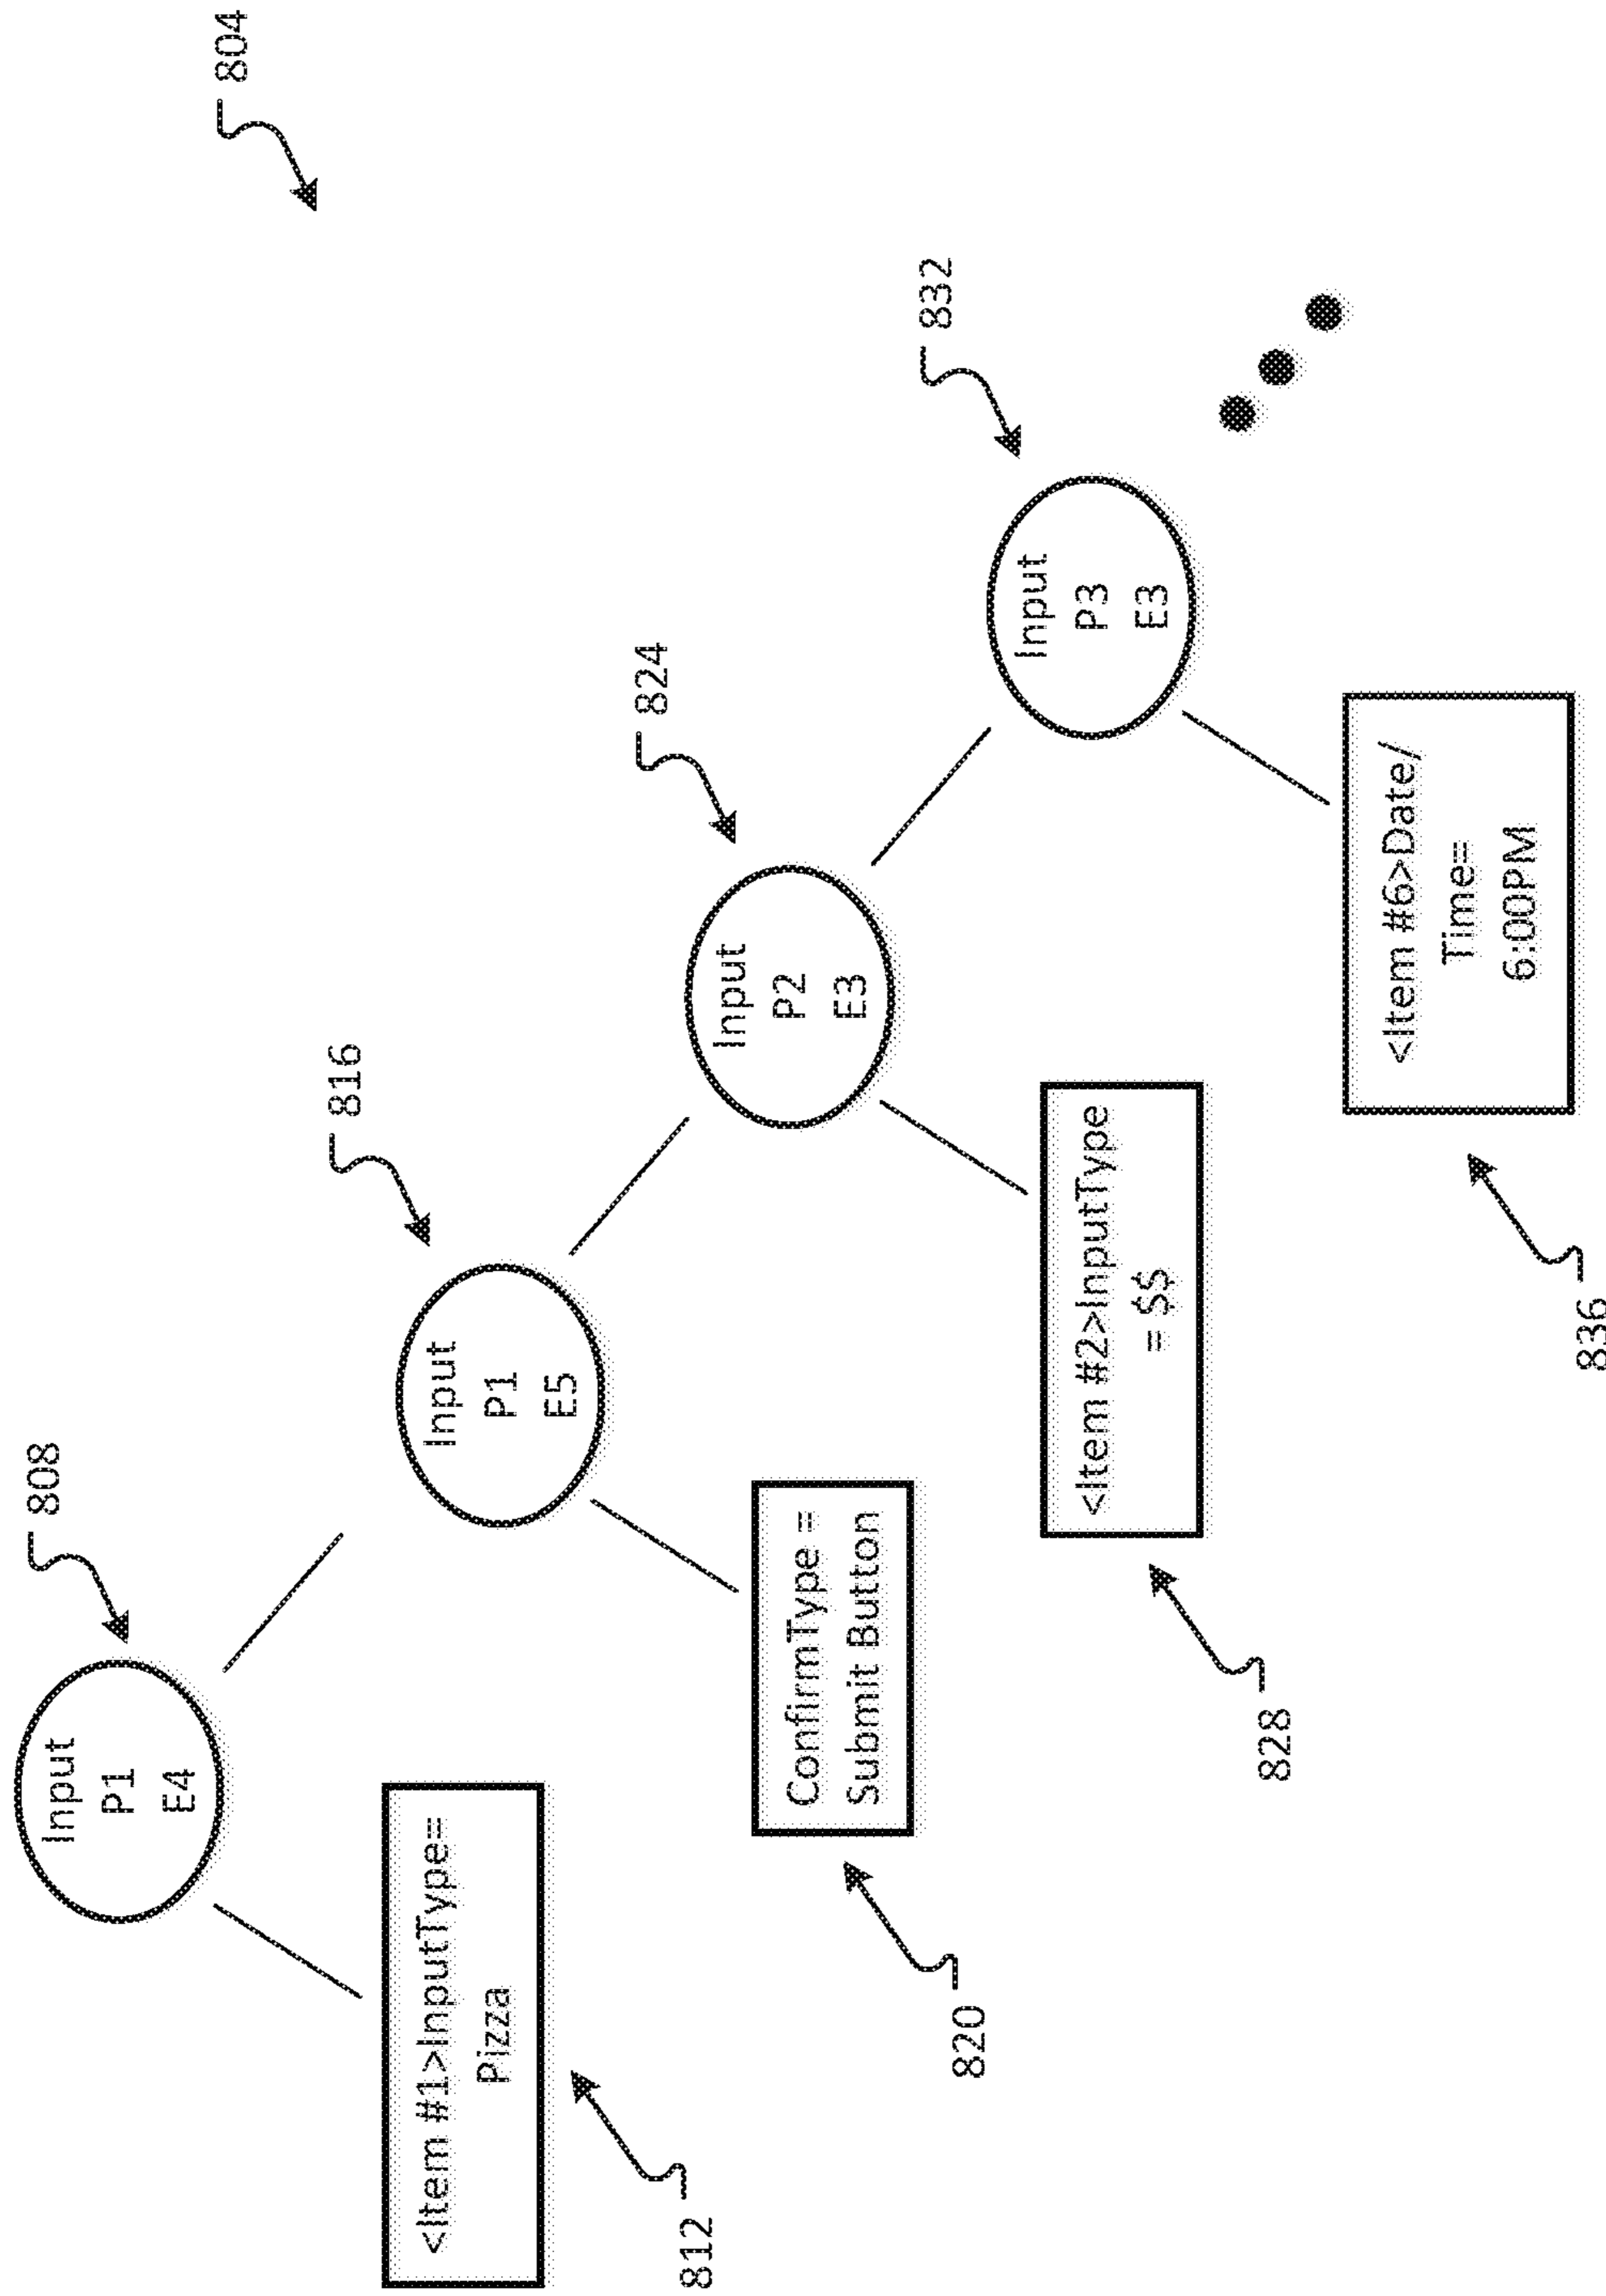 804
808
Input
P1
E4
<Item #1>InputType=
Pizza
812
816
Input
P1
E5
ConfirmType =
Submit Button
820
824
Input
P2
E3
<Item #2>InputType
= $$
828
832
Input
P3
E3
<Item #6>Date/
Time=
6:00PM
836